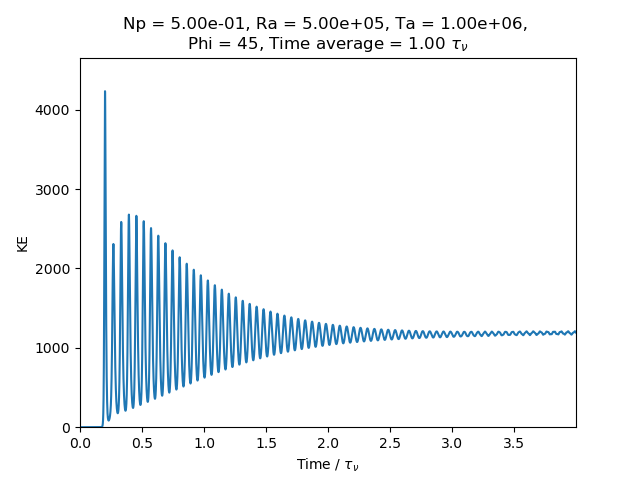 Np = 5.00e-01, Ra = 5.00e+05, Ta = 1.00e+06,
Phi = 45, Time average = 1.00 τν
4000
3000
KE
2000
1000
0
0.0 0.5 1.0 1.5 2.0 2.5 3.0 3.5
Time / τν